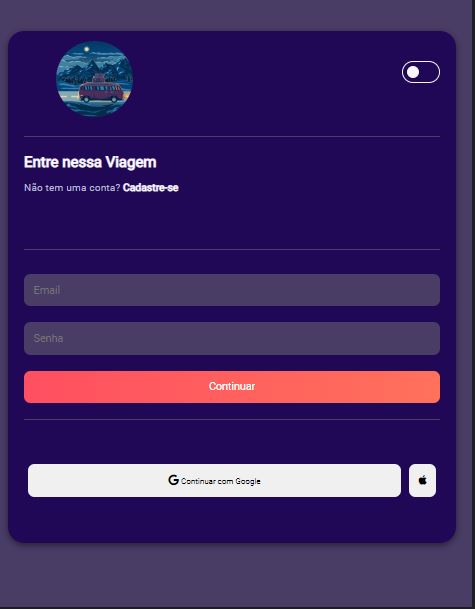 Entre nessa Viagem
Não tem uma conta? Cadastre-se
Email
Senha
Continuar
Continuar com Google